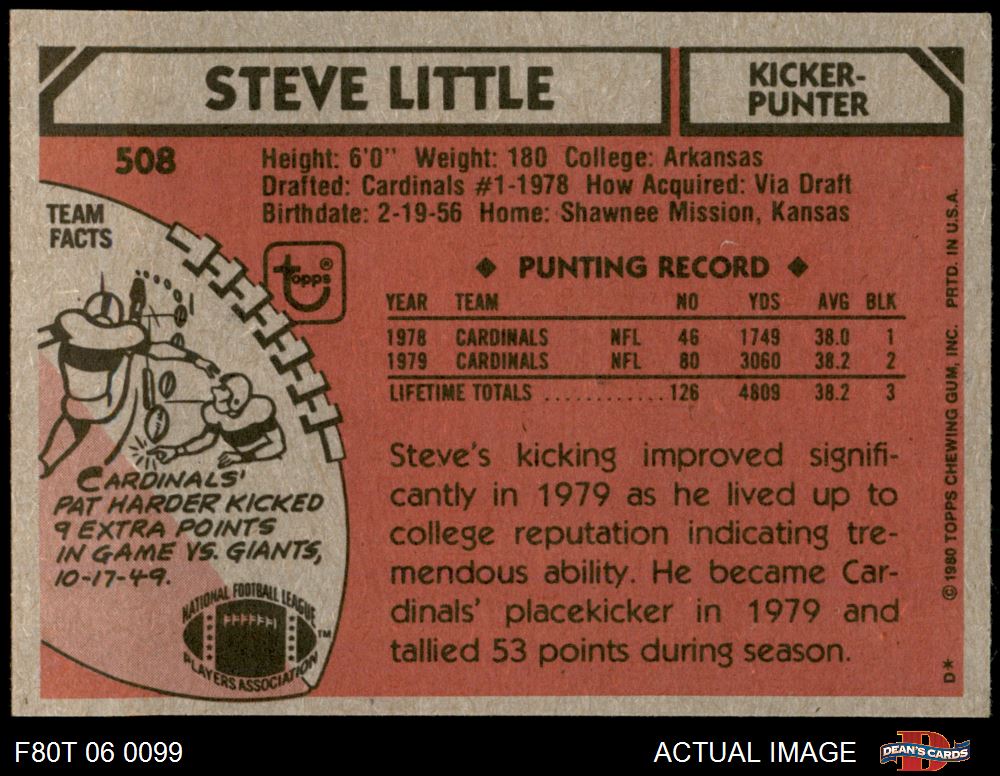 STEVE LITTLE
KICKER-
PUNTER
508
Height: 6'0" Weight: 180 College: Arkansas
Drafted: Cardinals #1-1978 How Acquired: Via Draft
Birthdate: 2-19-56 Home: Shawnee Mission, Kansas
TEAM
FACTS
topps®
◆ PUNTING RECORD ◆
YEAR TEAM NO YDS AVG BLK
1978 CARDINALS NFL 46 1749 38.0 1
1979 CARDINALS NFL 80 3060 38.2 2
LIFETIME TOTALS ............126 4809 38.2 3
Steve's kicking improved signifi-
cantly in 1979 as he lived up to
college reputation indicating tre-
mendous ability. He became Car-
dinals' placekicker in 1979 and
tallied 53 points during season.
CARDINALS'
PAT HARDER KICKED
9 EXTRA POINTS
IN GAME VS. GIANTS,
10-17-49.
NATIONAL FOOTBALL LEAGUE
PLAYERS ASSOCIATION
TM
D* © 1980 TOPPS CHEWING GUM, INC. PRTD. IN U.S.A.
F80T 06 0099
ACTUAL IMAGE
DEAN'S CARDS